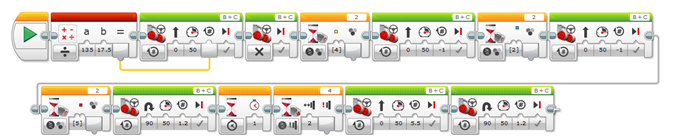 B + C B + C 2 B + C 2 B + C
a b =
135 17.5 0 50 [4] 0 50 -1 [2] 0 50 -1
2 B + C 4 B + C B + C
[5] 90 50 1.2 1 2 0 50 5.5 90 50 1.2